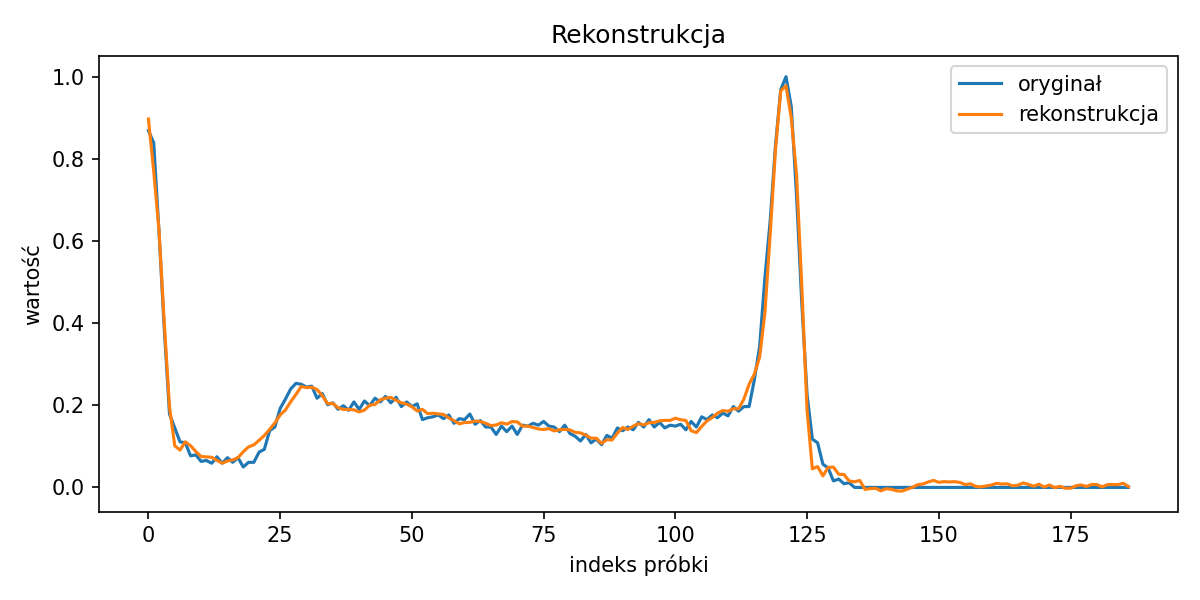 Rekonstrukcja
oryginał
rekonstrukcja
wartość
1.0
0.8
0.6
0.4
0.2
0.0
0 25 50 75 100 125 150 175
indeks próbki